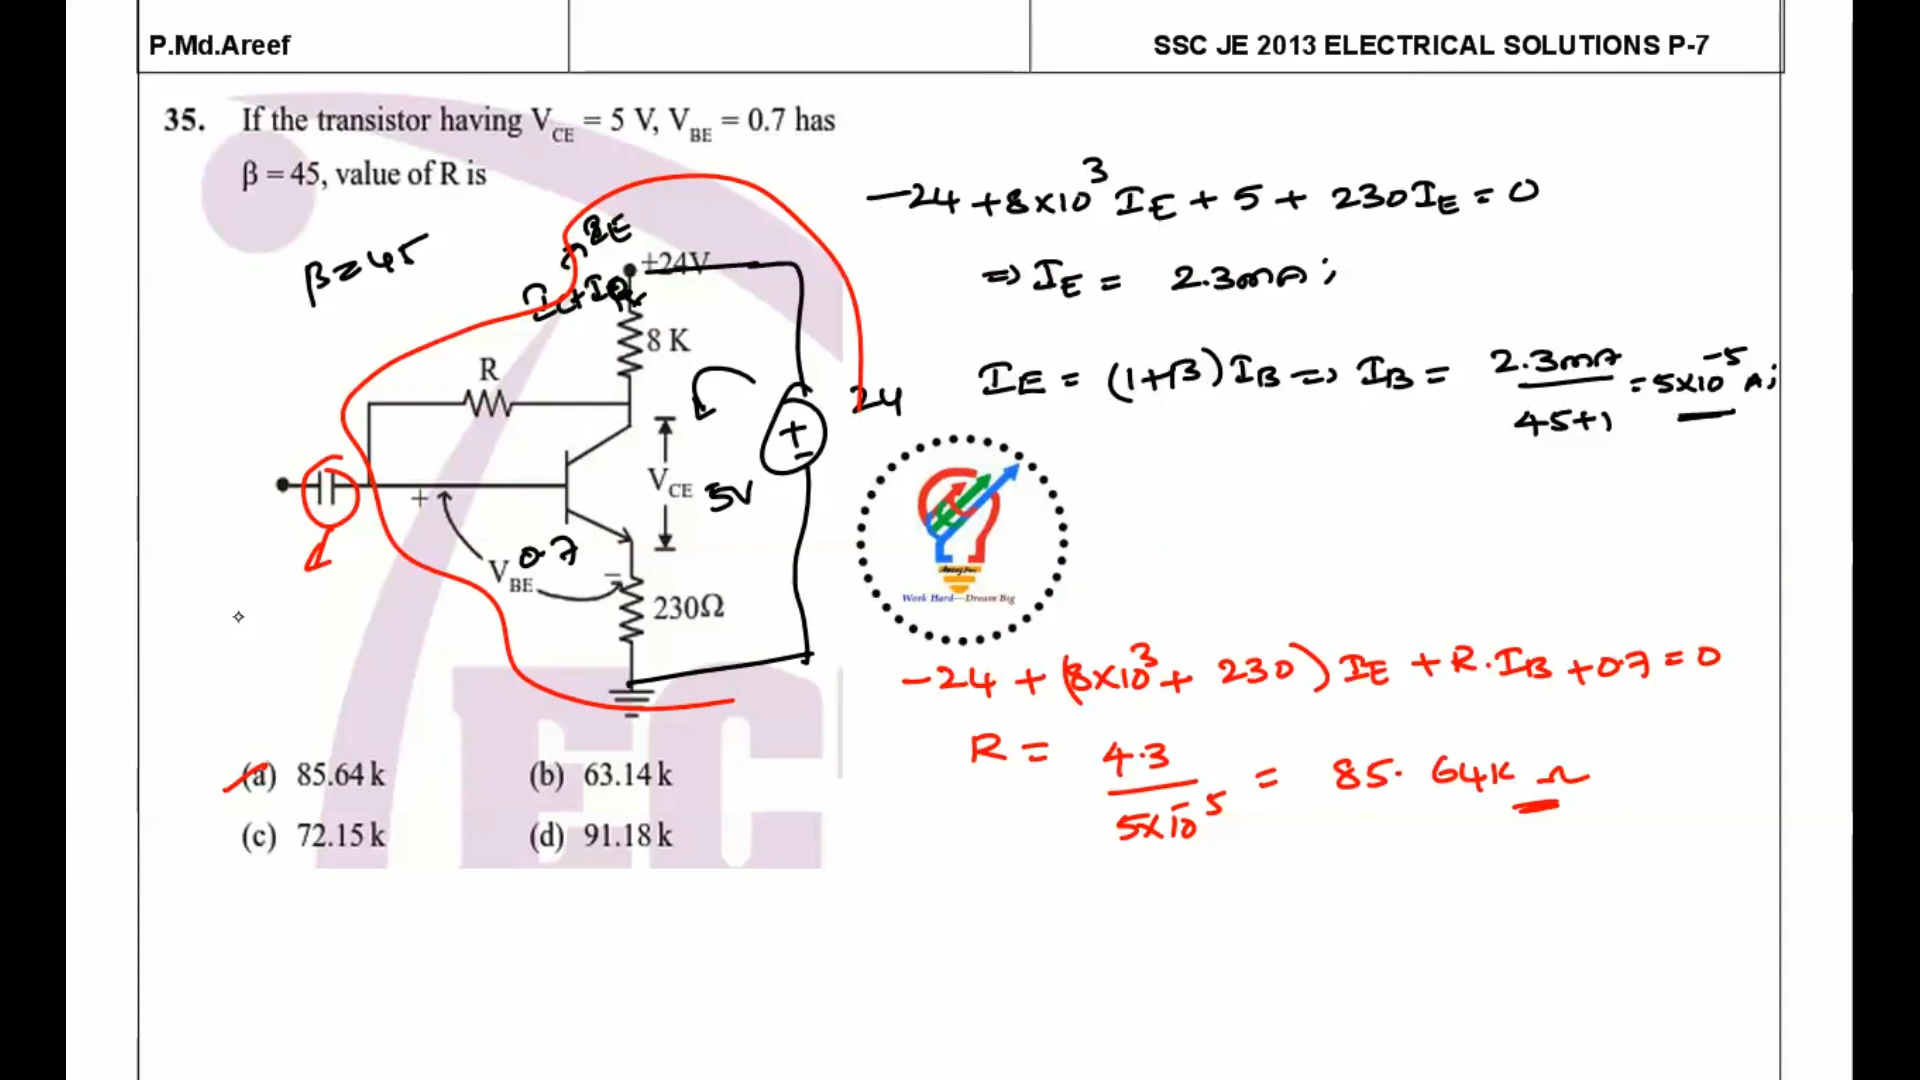 P.Md.Areef
SSC JE 2013 ELECTRICAL SOLUTIONS P-7
35. If the transistor having V_CE = 5 V, V_BE = 0.7 has
β = 45, value of R is
β=45
IE
IC+IB
+24V
8 K
R
24
+
-
V_CE 5V
+
0.7
V_BE
-
230Ω
(a) 85.64 k (b) 63.14 k
(c) 72.15 k (d) 91.18 k
-24 + 8×10³ I_E + 5 + 230 I_E = 0
⇒ I_E = 2.3mA;
I_E = (1+β) I_B ⇒ I_B = 2.3mA / 45+1 = 5×10⁻⁵ A;
Work Hard—Dream Big
-24 + (8×10³ + 230) I_E + R.I_B + 0.7 = 0
R = 4.3 / 5×10⁻⁵ = 85.64K Ω
EC